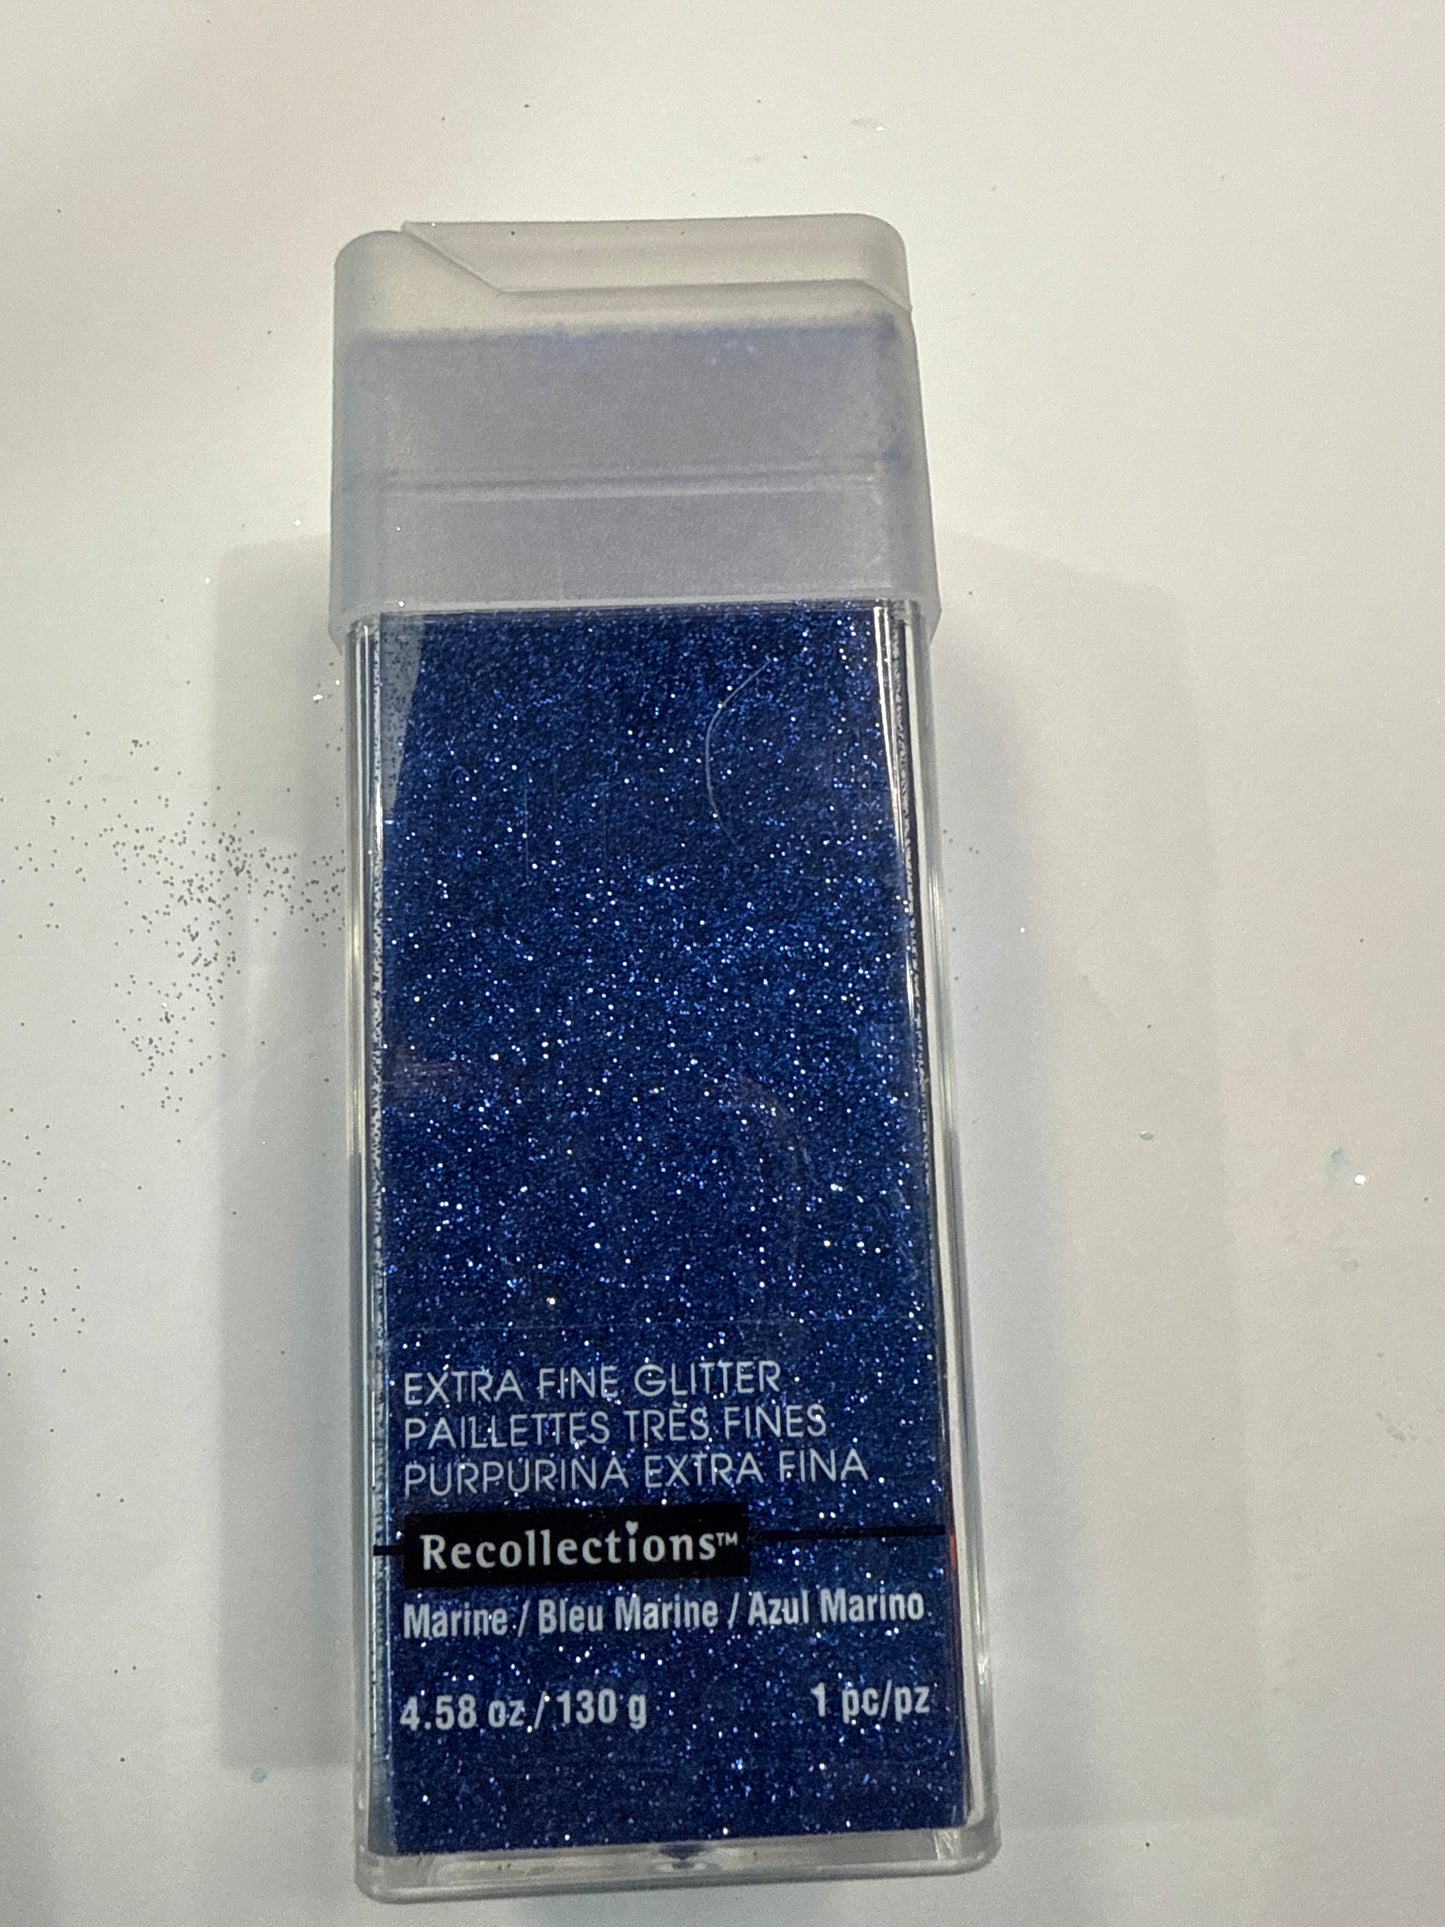 EXTRA FINE GLITTER
PAILLETTES TRÈS FINES
PURPURINA EXTRA FINA
Recollections™
Marine / Bleu Marine / Azul Marino
4.58 oz / 130 g 1 pc/pz